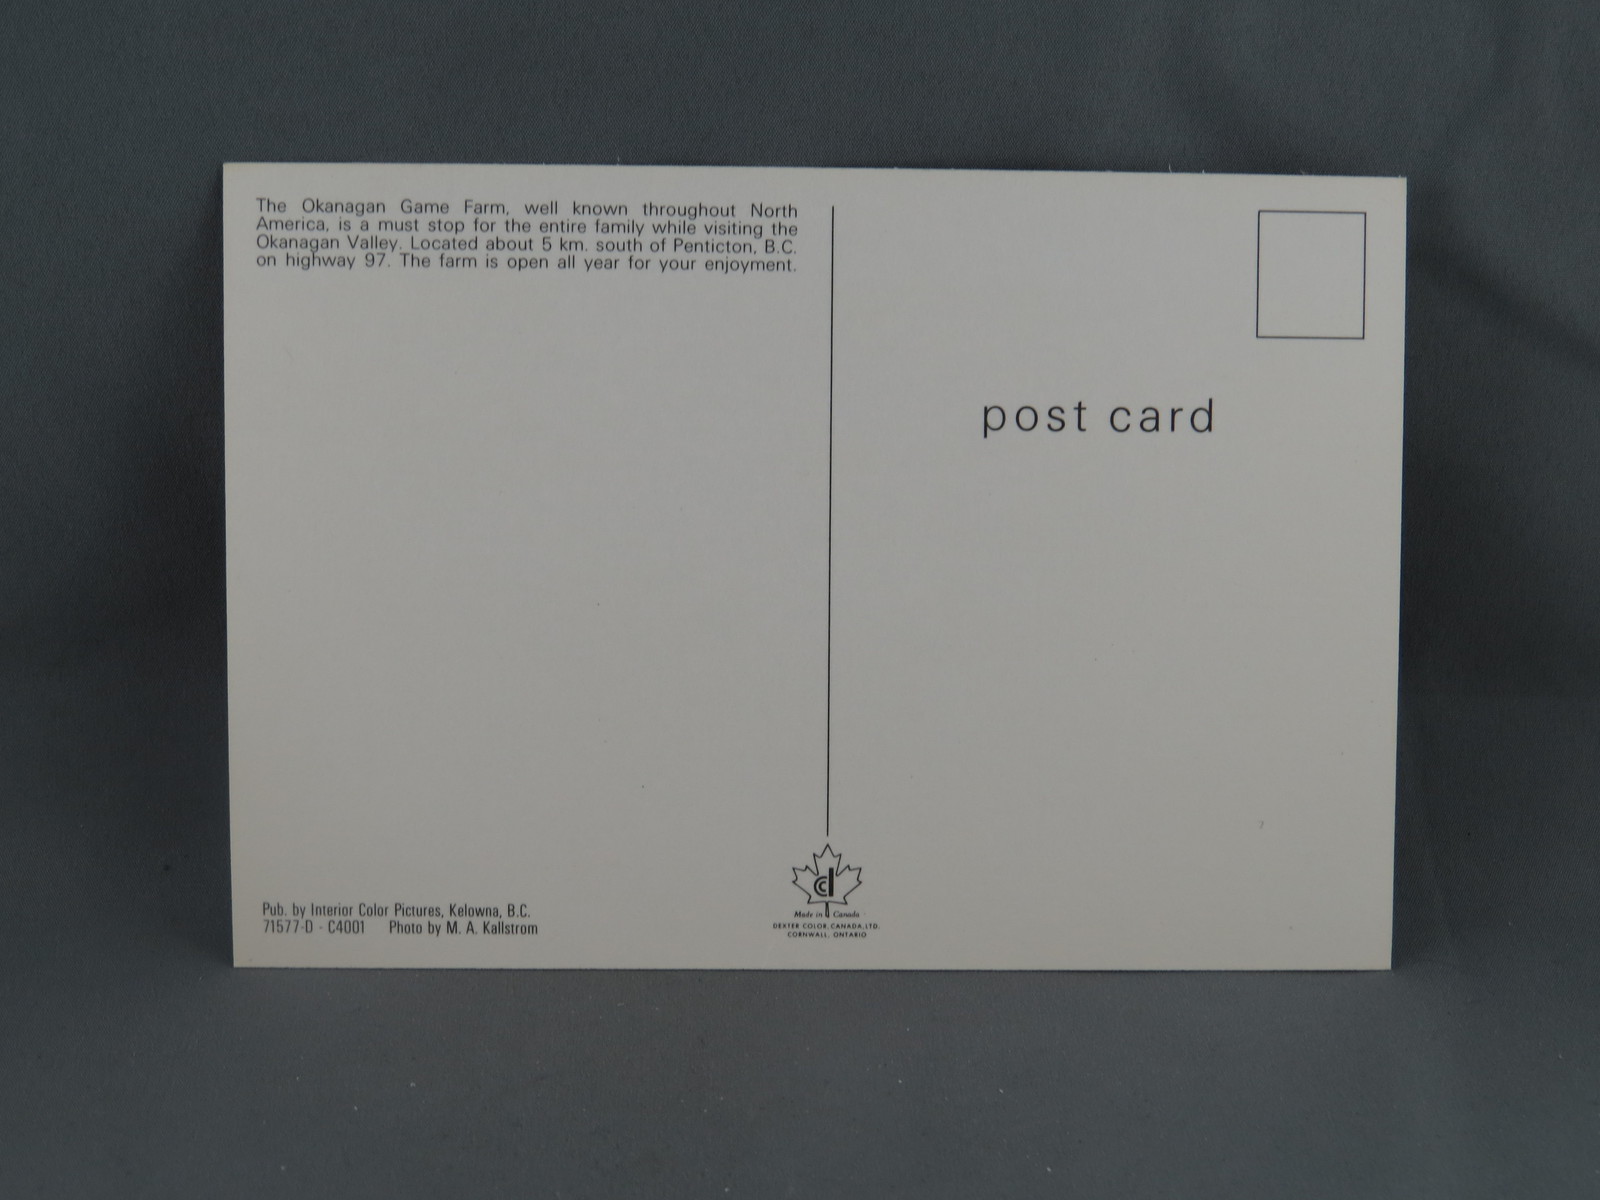 The Okanagan Game Farm, well known throughout North
America, is a must stop for the entire family while visiting the
Okanagan Valley. Located about 5 km. south of Penticton, B.C.
on highway 97. The farm is open all year for your enjoyment.
post card
Pub. by Interior Color Pictures, Kelowna, B.C.
71577-D - C4001 Photo by M. A. Kallstrom
dc
Made in Canada
DEXTER COLOR, CANADA, LTD.
CORNWALL, ONTARIO